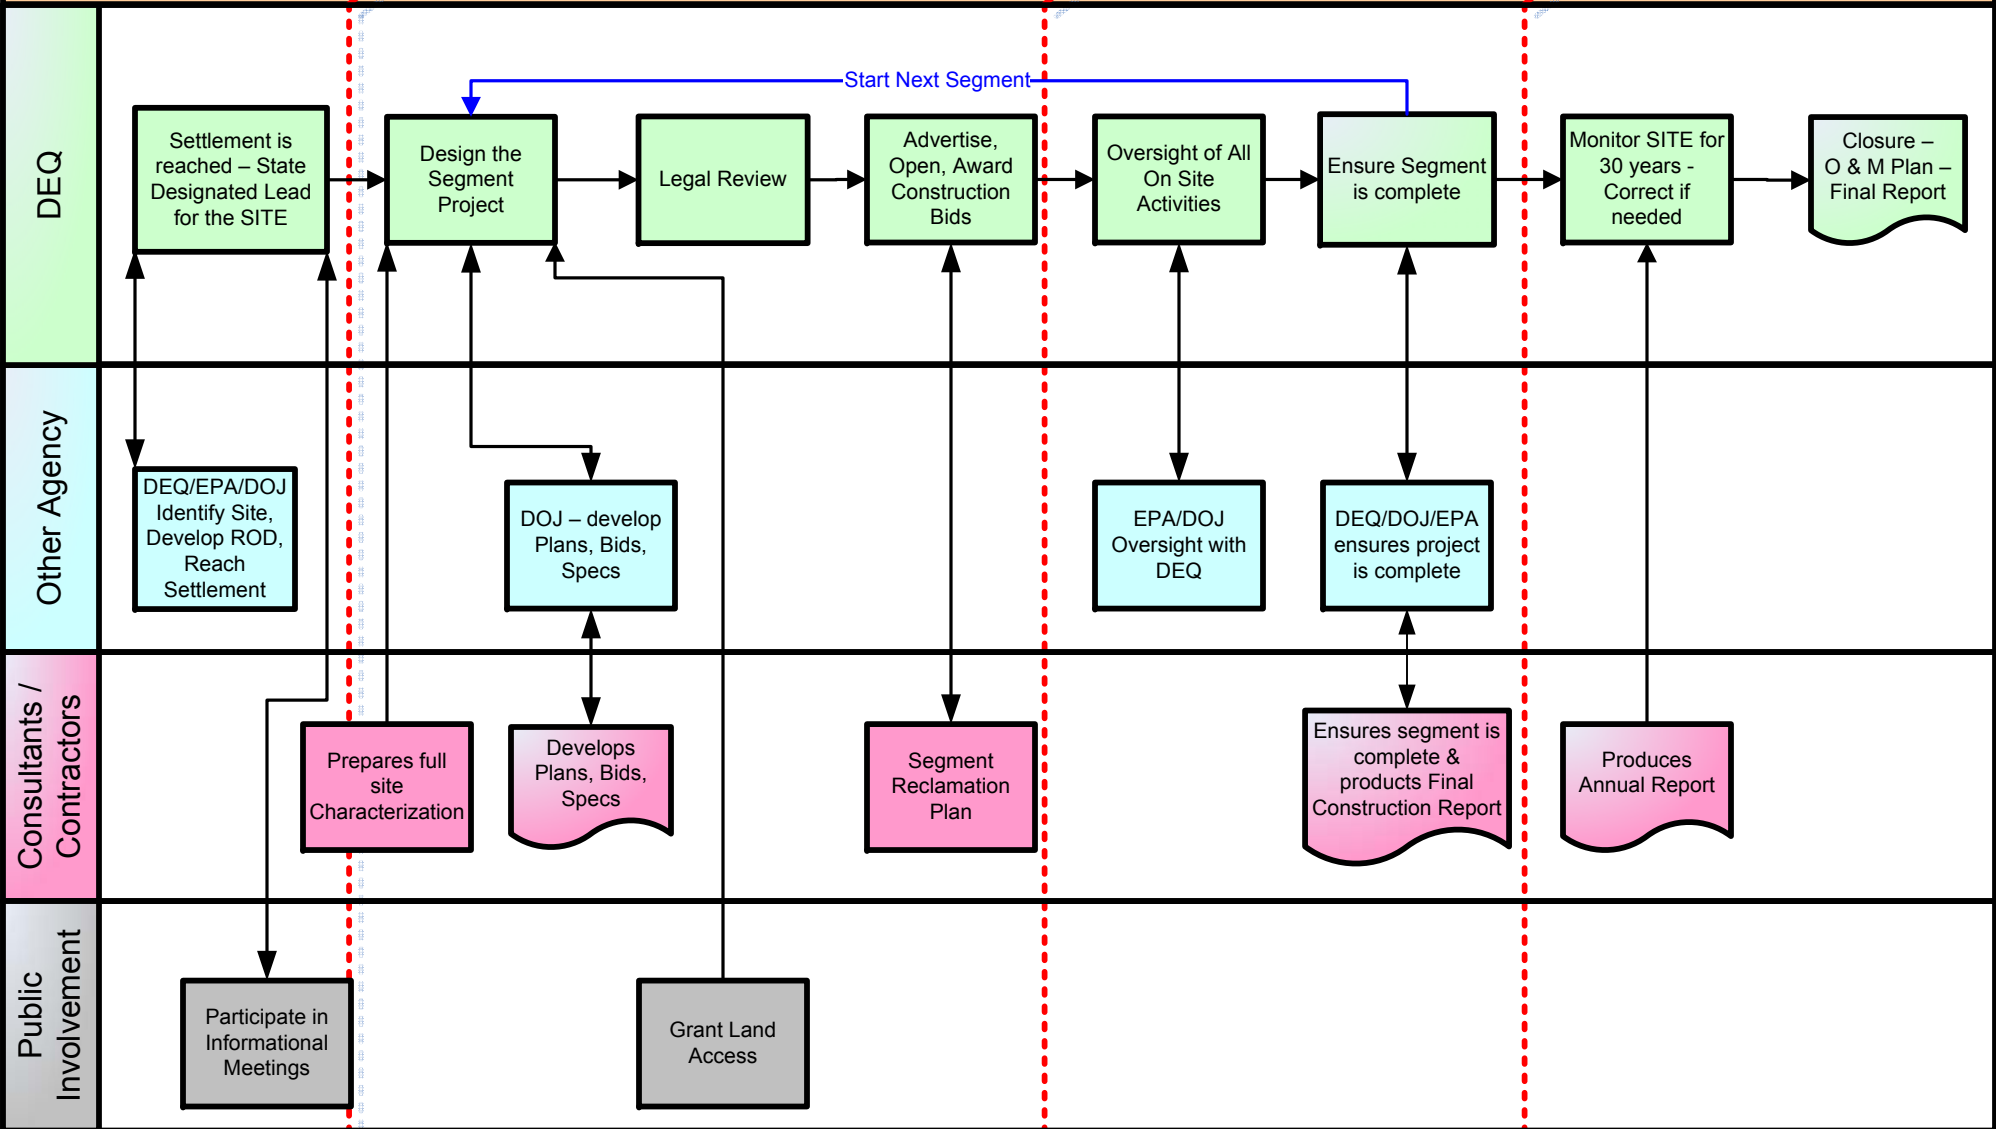 DEQ
Start Next Segment
Settlement is
reached – State
Designated Lead
for the SITE
Design the
Segment
Project
Legal Review
Advertise,
Open, Award
Construction
Bids
Oversight of All
On Site
Activities
Ensure Segment
is complete
Monitor SITE for
30 years -
Correct if
needed
Closure –
O & M Plan –
Final Report
Other Agency
DEQ/EPA/DOJ
Identify Site,
Develop ROD,
Reach
Settlement
DOJ – develop
Plans, Bids,
Specs
EPA/DOJ
Oversight with
DEQ
DEQ/DOJ/EPA
ensures project
is complete
Consultants /
Contractors
Prepares full
site
Characterization
Develops
Plans, Bids,
Specs
Segment
Reclamation
Plan
Ensures segment is
complete &
products Final
Construction Report
Produces
Annual Report
Public
Involvement
Participate in
Informational
Meetings
Grant Land
Access